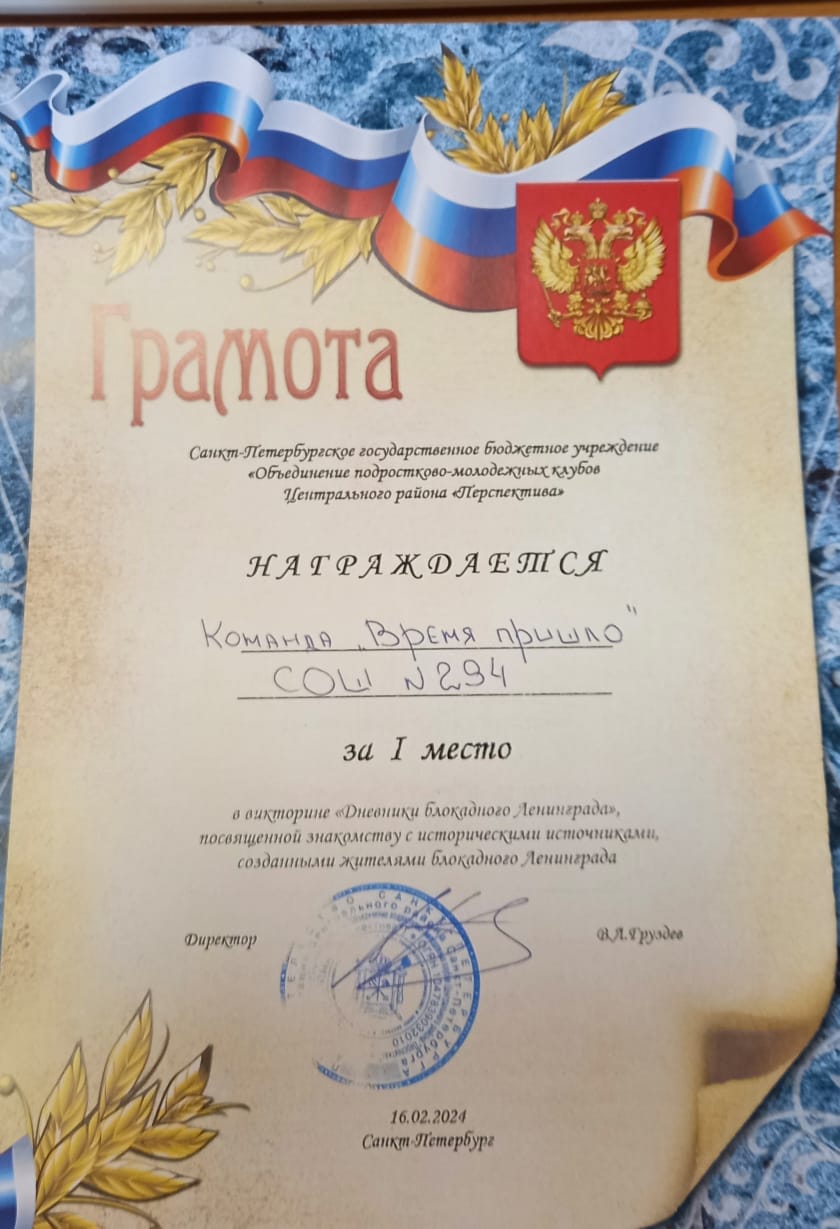 Грамота
Санкт-Петербургское государственное бюджетное учреждение
«Объединение подростково-молодежных клубов
Центрального района «Перспектива»
НАГРАЖДАЕТСЯ
Команда „Время пришло"
СОШ N 294
за I место
в викторине «Дневники блокадного Ленинграда»,
посвященной знакомству с историческими источниками,
созданными жителями блокадного Ленинграда
Директор
В.А.Груздев
16.02.2024
Санкт-Петербург